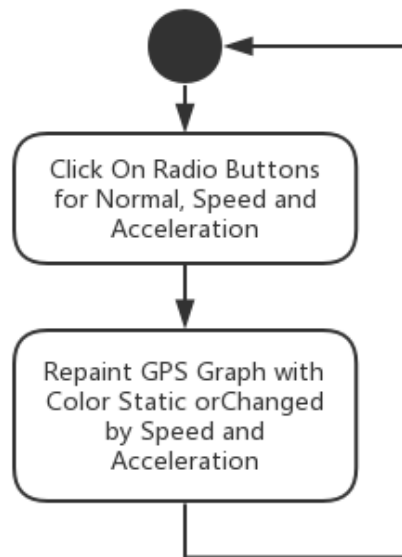 Click On Radio Buttons
for Normal, Speed and
Acceleration
Repaint GPS Graph with
Color Static orChanged
by Speed and
Acceleration